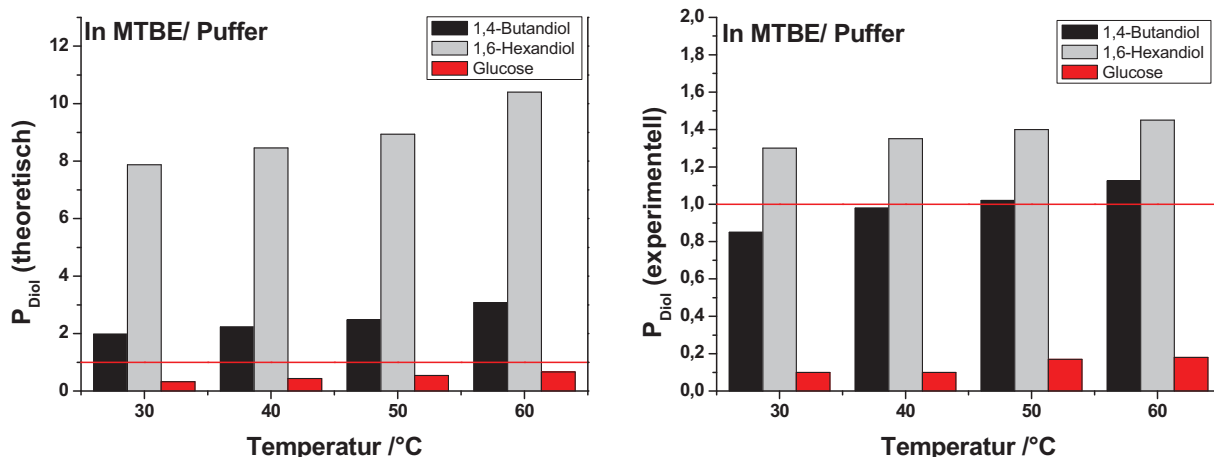 In MTBE/ Puffer
1,4-Butandiol
1,6-Hexandiol
Glucose
P_Diol (theoretisch)
12
10
8
6
4
2
0
30 40 50 60
Temperatur /°C
In MTBE/ Puffer
1,4-Butandiol
1,6-Hexandiol
Glucose
P_Diol (experimentell)
2,0
1,8
1,6
1,4
1,2
1,0
0,8
0,6
0,4
0,2
0,0
30 40 50 60
Temperatur /°C